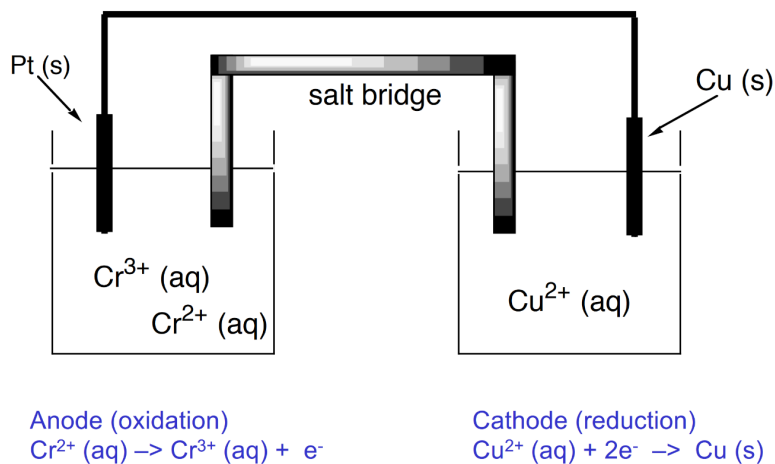 Pt (s)
Cu (s)
salt bridge
Cr³⁺ (aq)
Cr²⁺ (aq)
Cu²⁺ (aq)
Anode (oxidation)
Cr²⁺ (aq) –> Cr³⁺ (aq) + e⁻
Cathode (reduction)
Cu²⁺ (aq) + 2e⁻ –> Cu (s)